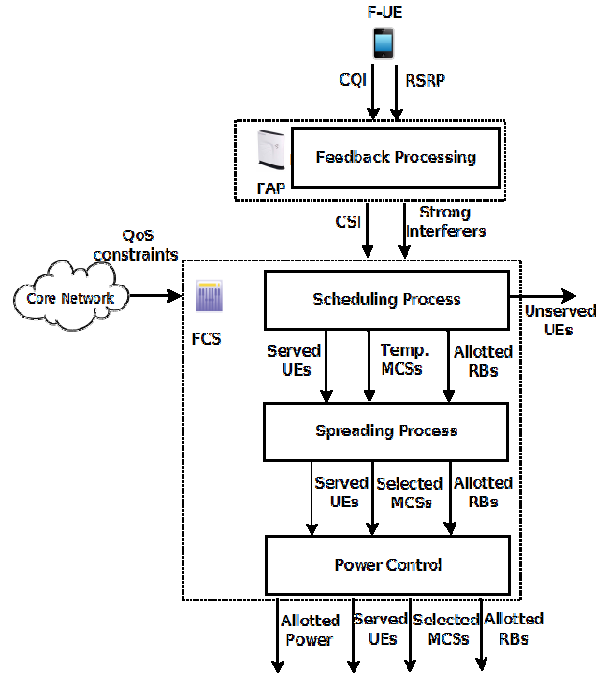 F-UE
CQI
RSRP
Feedback Processing
FAP
CSI
Strong
Interferers
QoS
constraints
Core Network
FCS
Scheduling Process
Unserved
UEs
Served
UEs
Temp.
MCSs
Allotted
RBs
Spreading Process
Served
UEs
Selected
MCSs
Allotted
RBs
Power Control
Allotted
Power
Served
UEs
Selected
MCSs
Allotted
RBs